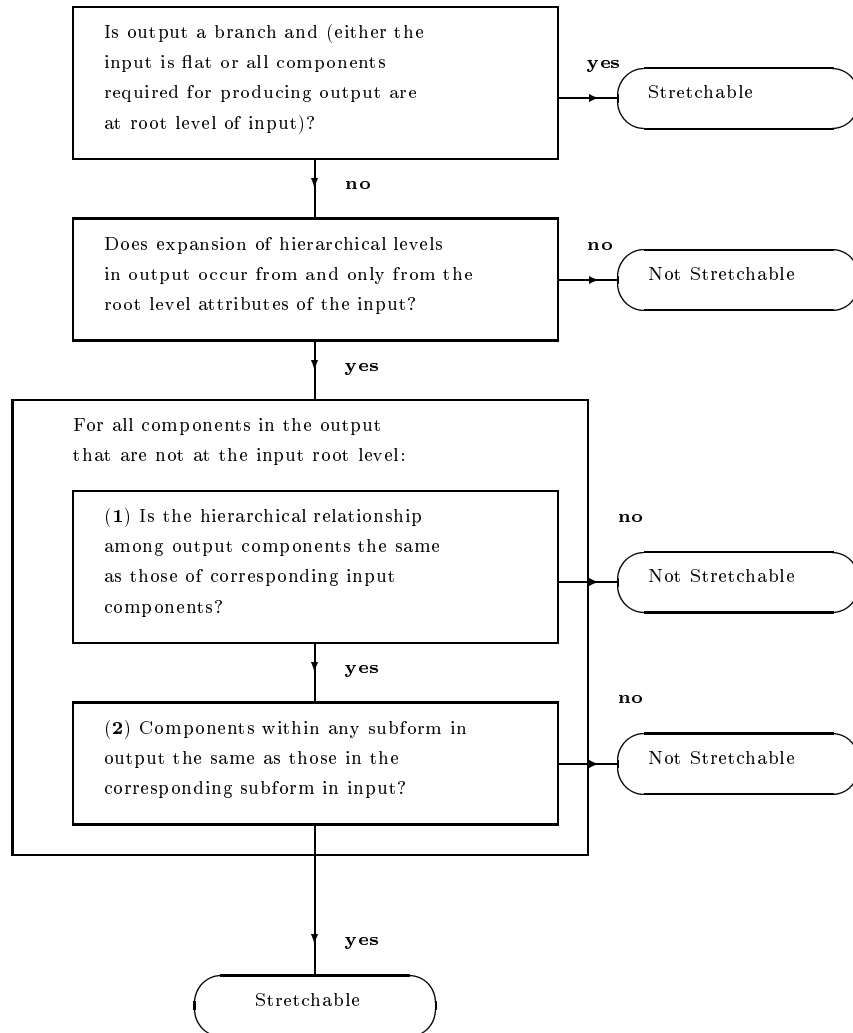 Is output a branch and (either the
input is flat or all components
required for producing output are
at root level of input)?
yes
Stretchable
no
Does expansion of hierarchical levels
in output occur from and only from the
root level attributes of the input?
no
Not Stretchable
yes
For all components in the output
that are not at the input root level:
(1) Is the hierarchical relationship
among output components the same
as those of corresponding input
components?
no
Not Stretchable
yes
(2) Components within any subform in
output the same as those in the
corresponding subform in input?
no
Not Stretchable
yes
Stretchable